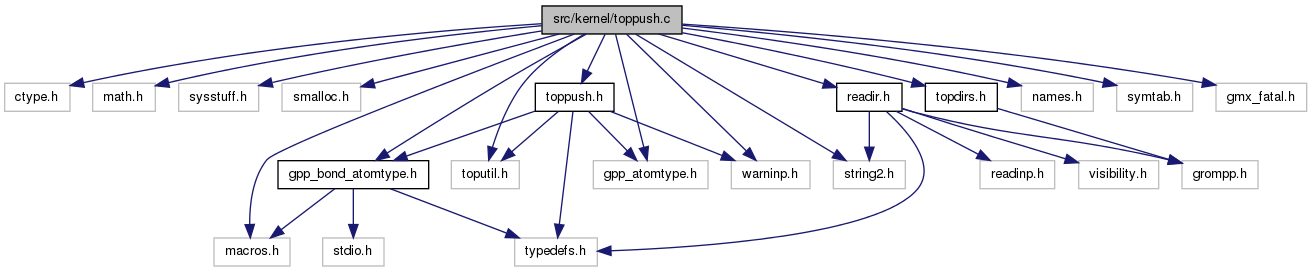 src/kernel/toppush.c
ctype.h
math.h
sysstuff.h
smalloc.h
toppush.h
readir.h
topdirs.h
names.h
symtab.h
gmx_fatal.h
gpp_bond_atomtype.h
toputil.h
gpp_atomtype.h
warninp.h
string2.h
readinp.h
visibility.h
grompp.h
macros.h
stdio.h
typedefs.h